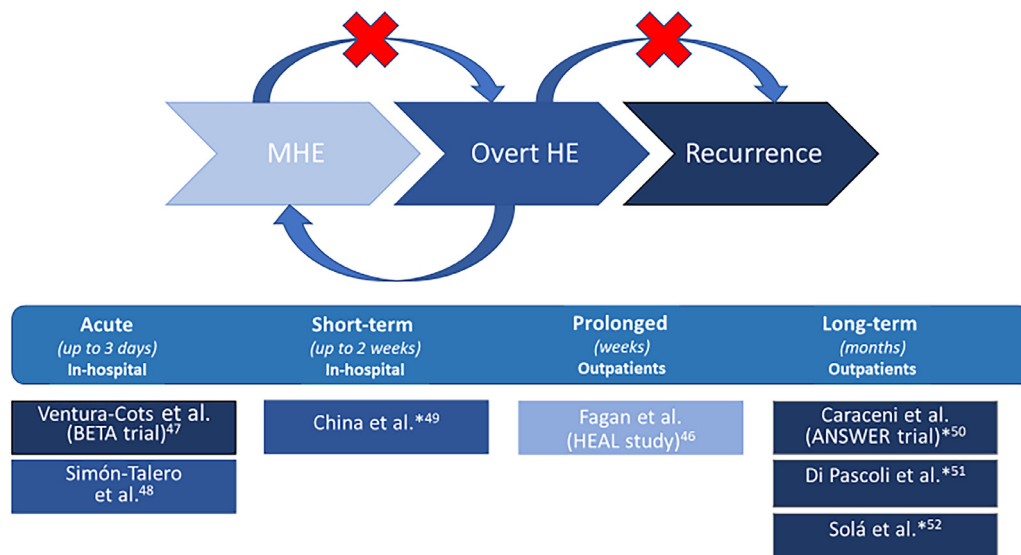 MHE
Overt HE
Recurrence
Acute
(up to 3 days)
In-hospital
Short-term
(up to 2 weeks)
In-hospital
Prolonged
(weeks)
Outpatients
Long-term
(months)
Outpatients
Ventura-Cots et al.
(BETA trial)47
Simón-Talero
et al.48
China et al.*49
Fagan et al.
(HEAL study)46
Caraceni et al.
(ANSWER trial)*50
Di Pascoli et al.*51
Solá et al.*52